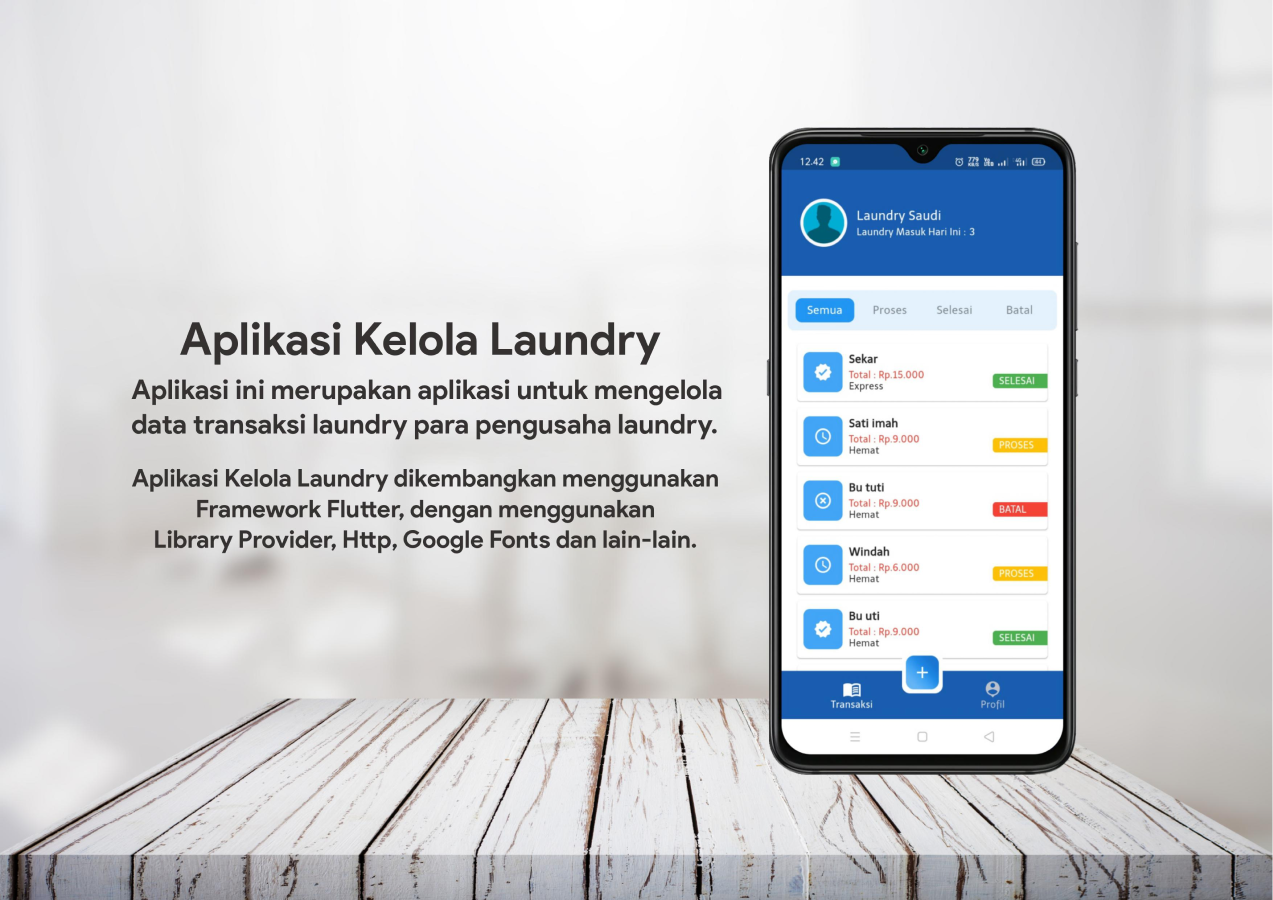 Aplikasi Kelola Laundry
Aplikasi ini merupakan aplikasi untuk mengelola
data transaksi laundry para pengusaha laundry.
Aplikasi Kelola Laundry dikembangkan menggunakan
Framework Flutter, dengan menggunakan
Library Provider, Http, Google Fonts dan lain-lain.
12.42
Laundry Saudi
Laundry Masuk Hari Ini : 3
Semua Proses Selesai Batal
Sekar
Total : Rp.15.000
Express
SELESAI
Sati imah
Total : Rp.9.000
Hemat
PROSES
Bu tuti
Total : Rp.9.000
Hemat
BATAL
Windah
Total : Rp.6.000
Hemat
PROSES
Bu uti
Total : Rp.9.000
Hemat
SELESAI
+
Transaksi Profil